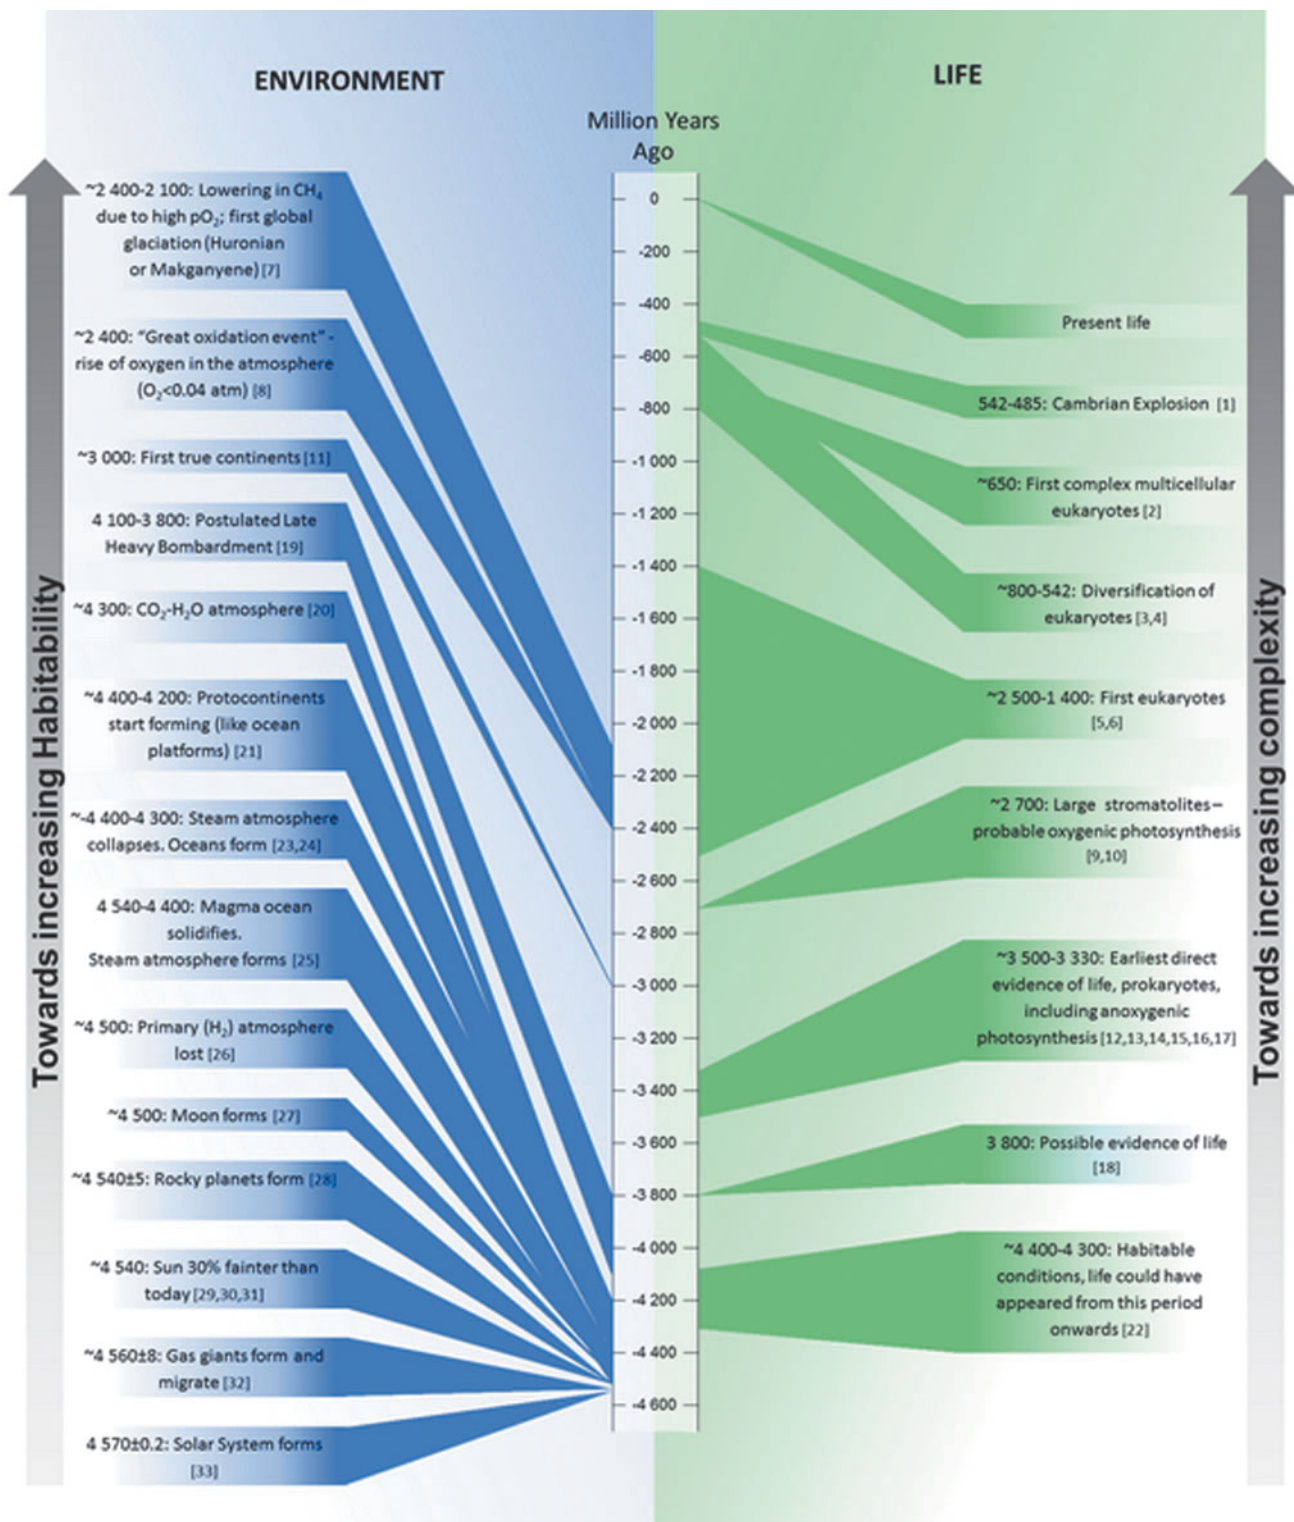 ENVIRONMENT
LIFE
Million Years
Ago
Towards increasing Habitability
~2 400-2 100: Lowering in CH₄
due to high pO₂; first global
glaciation (Huronian
or Makganyene) [7]
~2 400: "Great oxidation event" -
rise of oxygen in the atmosphere
(O₂<0.04 atm) [8]
~3 000: First true continents [11]
4 100-3 800: Postulated Late
Heavy Bombardment [19]
~4 300: CO₂-H₂O atmosphere [20]
~4 400-4 200: Protocontinents
start forming (like ocean
platforms) [21]
~-4 400-4 300: Steam atmosphere
collapses. Oceans form [23,24]
4 540-4 400: Magma ocean
solidifies.
Steam atmosphere forms [25]
~4 500: Primary (H₂) atmosphere
lost [26]
~4 500: Moon forms [27]
~4 540±5: Rocky planets form [28]
~4 540: Sun 30% fainter than
today [29,30,31]
~4 560±8: Gas giants form and
migrate [32]
4 570±0.2: Solar System forms
[33]
0
-200
-400
-600
-800
-1 000
-1 200
-1 400
-1 600
-1 800
-2 000
-2 200
-2 400
-2 600
-2 800
-3 000
-3 200
-3 400
-3 600
-3 800
-4 000
-4 200
-4 400
-4 600
Present life
542-485: Cambrian Explosion [1]
~650: First complex multicellular
eukaryotes [2]
~800-542: Diversification of
eukaryotes [3,4]
~2 500-1 400: First eukaryotes
[5,6]
~2 700: Large stromatolites –
probable oxygenic photosynthesis
[9,10]
~3 500-3 330: Earliest direct
evidence of life, prokaryotes,
including anoxygenic
photosynthesis [12,13,14,15,16,17]
3 800: Possible evidence of life
[18]
~4 400-4 300: Habitable
conditions, life could have
appeared from this period
onwards [22]
Towards increasing complexity